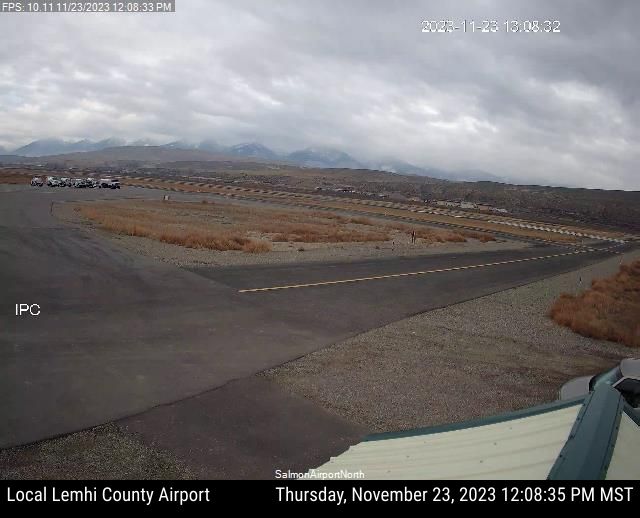 FPS: 10.11 11/23/2023 12:08:33 PM
2023-11-23 13:08:32
IPC
SalmonAirportNorth
Local Lemhi County Airport Thursday, November 23, 2023 12:08:35 PM MST